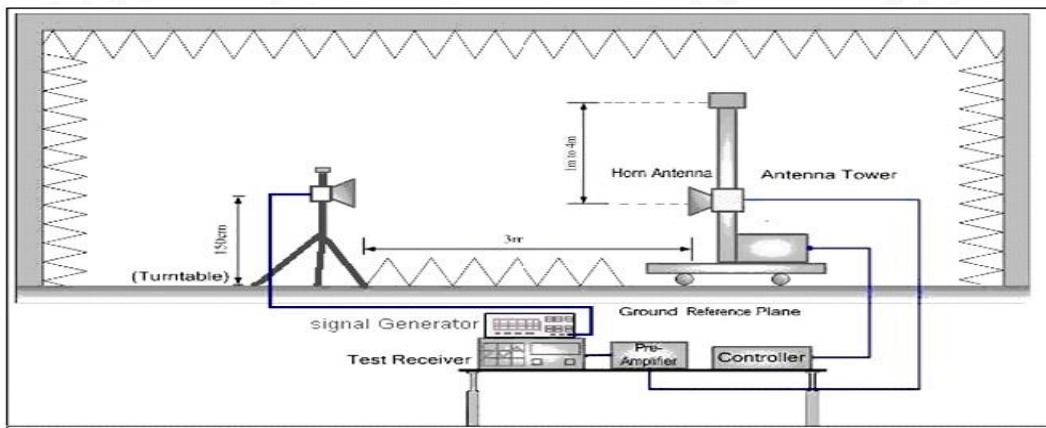 1m to 4m
Horn Antenna
Antenna Tower
150cm
3m
(Turntable)
Ground Reference Plane
signal Generator
Test Receiver
Pre-
Amplifier
Controller